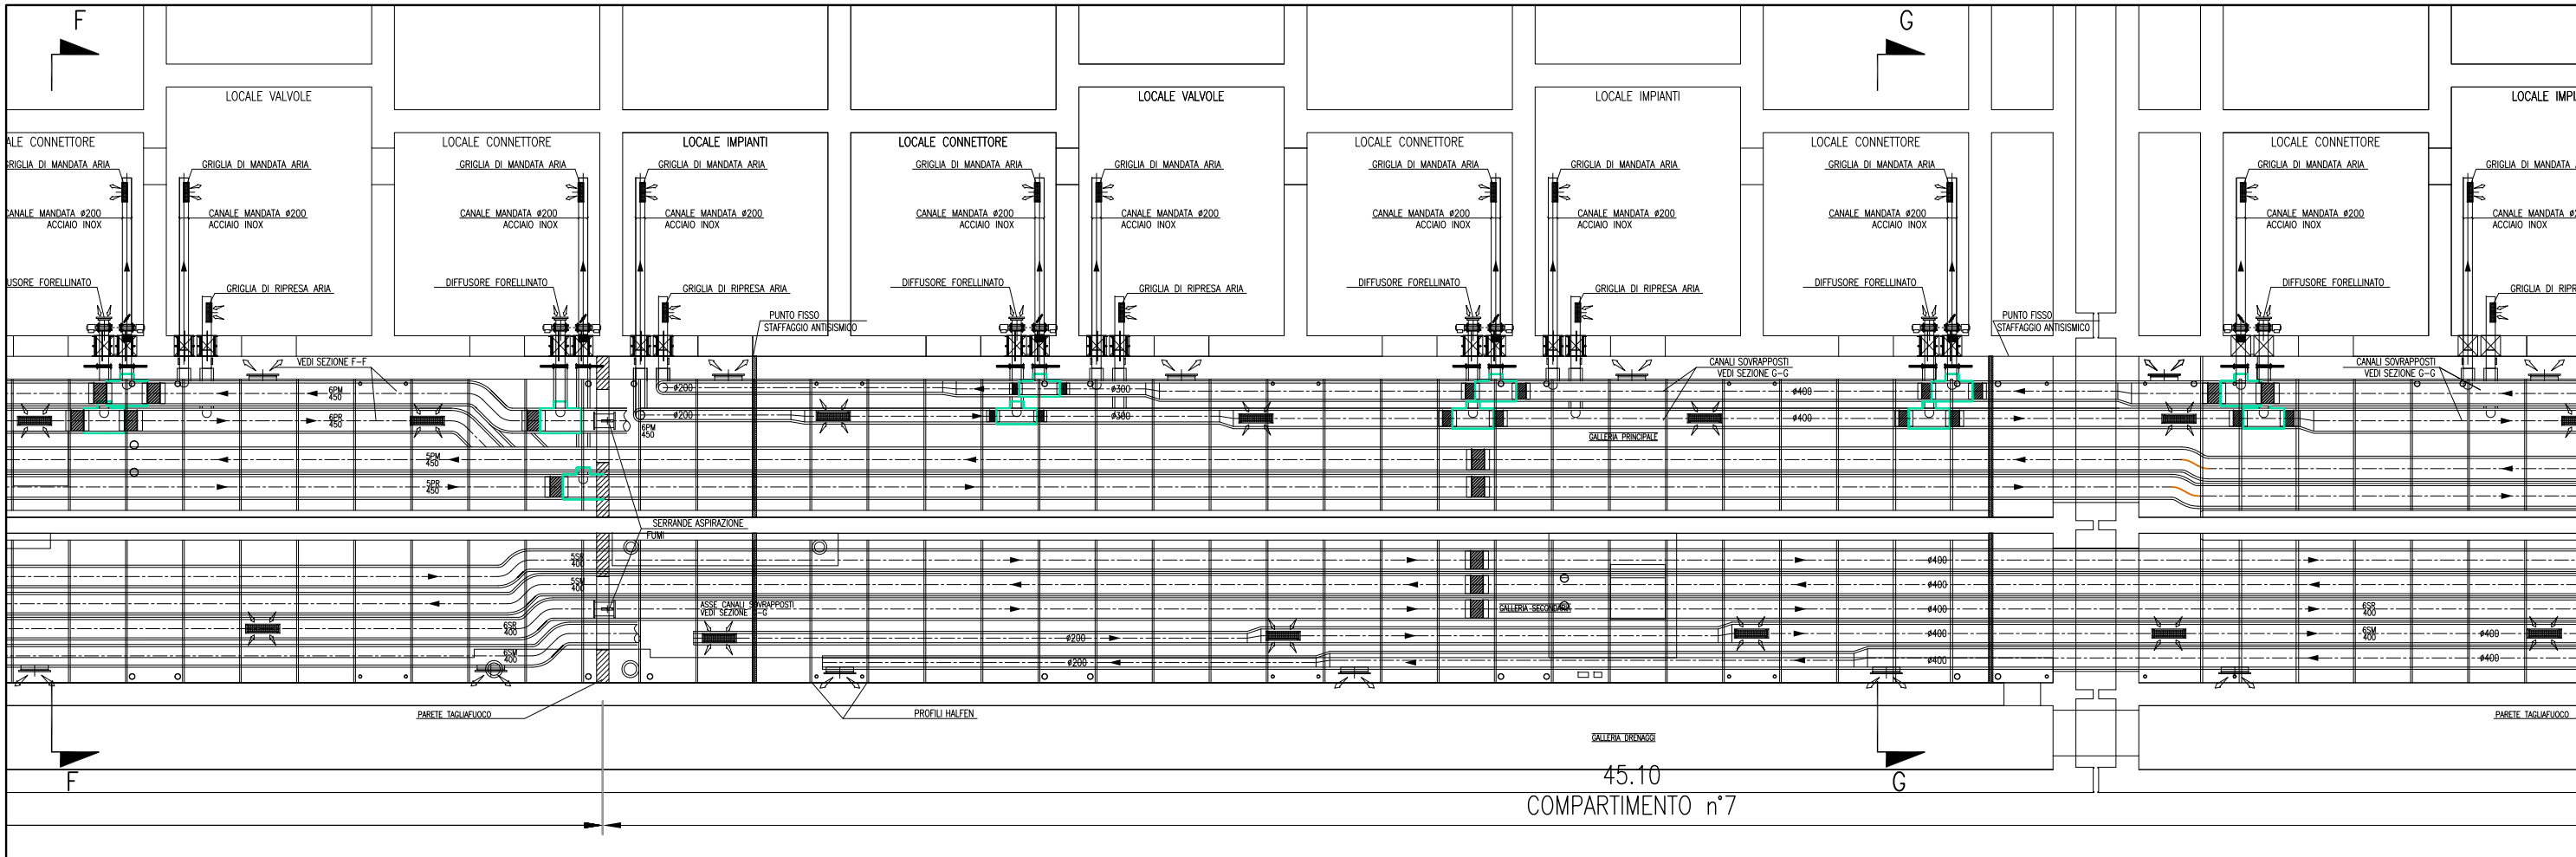 F
G
LOCALE VALVOLE
LOCALE VALVOLE
LOCALE IMPIANTI
LOCALE IMPI
ALE CONNETTORE
LOCALE CONNETTORE
LOCALE IMPIANTI
LOCALE CONNETTORE
LOCALE CONNETTORE
LOCALE CONNETTORE
LOCALE CONNETTORE
GRIGLIA DI MANDATA ARIA
GRIGLIA DI MANDATA ARIA
GRIGLIA DI MANDATA ARIA
GRIGLIA DI MANDATA ARIA
GRIGLIA DI MANDATA ARIA
GRIGLIA DI MANDATA ARIA
GRIGLIA DI MANDATA ARIA
GRIGLIA DI MANDATA ARIA
GRIGLIA DI MANDATA ARIA
GRIGLIA DI MANDATA ARIA
GRIGLIA DI MANDATA
CANALE MANDATA ø200
ACCIAIO INOX
CANALE MANDATA ø200
ACCIAIO INOX
CANALE MANDATA ø200
ACCIAIO INOX
CANALE MANDATA ø200
ACCIAIO INOX
CANALE MANDATA ø200
ACCIAIO INOX
CANALE MANDATA ø200
ACCIAIO INOX
CANALE MANDATA ø200
ACCIAIO INOX
CANALE MANDATA ø200
ACCIAIO INOX
CANALE MANDATA ø200
ACCIAIO INOX
CANALE MANDATA ø200
ACCIAIO INOX
CANALE MANDATA ø2
ACCIAIO INOX
USORE FORELLINATO
GRIGLIA DI RIPRESA ARIA
DIFFUSORE FORELLINATO
GRIGLIA DI RIPRESA ARIA
DIFFUSORE FORELLINATO
GRIGLIA DI RIPRESA ARIA
DIFFUSORE FORELLINATO
GRIGLIA DI RIPRESA ARIA
DIFFUSORE FORELLINATO
DIFFUSORE FORELLINATO
GRIGLIA DI RIPR
PUNTO FISSO
STAFFAGGIO ANTISISMICO
PUNTO FISSO
STAFFAGGIO ANTISISMICO
VEDI SEZIONE F-F
CANALI SOVRAPPOSTI
VEDI SEZIONE G-G
CANALI SOVRAPPOSTI
VEDI SEZIONE G-G
6PM
450
ø200
ø300
ø400
6PR
450
ø200
ø300
ø400
6PM
450
GALLERIA PRINCIPALE
5PM
450
5PR
450
SERRANDE ASPIRAZIONE
FUMI
5SR
400
ø400
5SM
400
ø400
ASSE CANALI SOVRAPPOSTI
VEDI SEZIONE G-G
GALLERIA SECONDARIA
ø400
6SR
400
6SR
400
ø200
ø400
6SM
400
ø400
6SM
400
ø200
ø400
ø400
PARETE TAGLIAFUOCO
PROFILI HALFEN
PARETE TAGLIAFUOCO
GALLERIA DRENAGGI
F
G
45.10
COMPARTIMENTO n°7